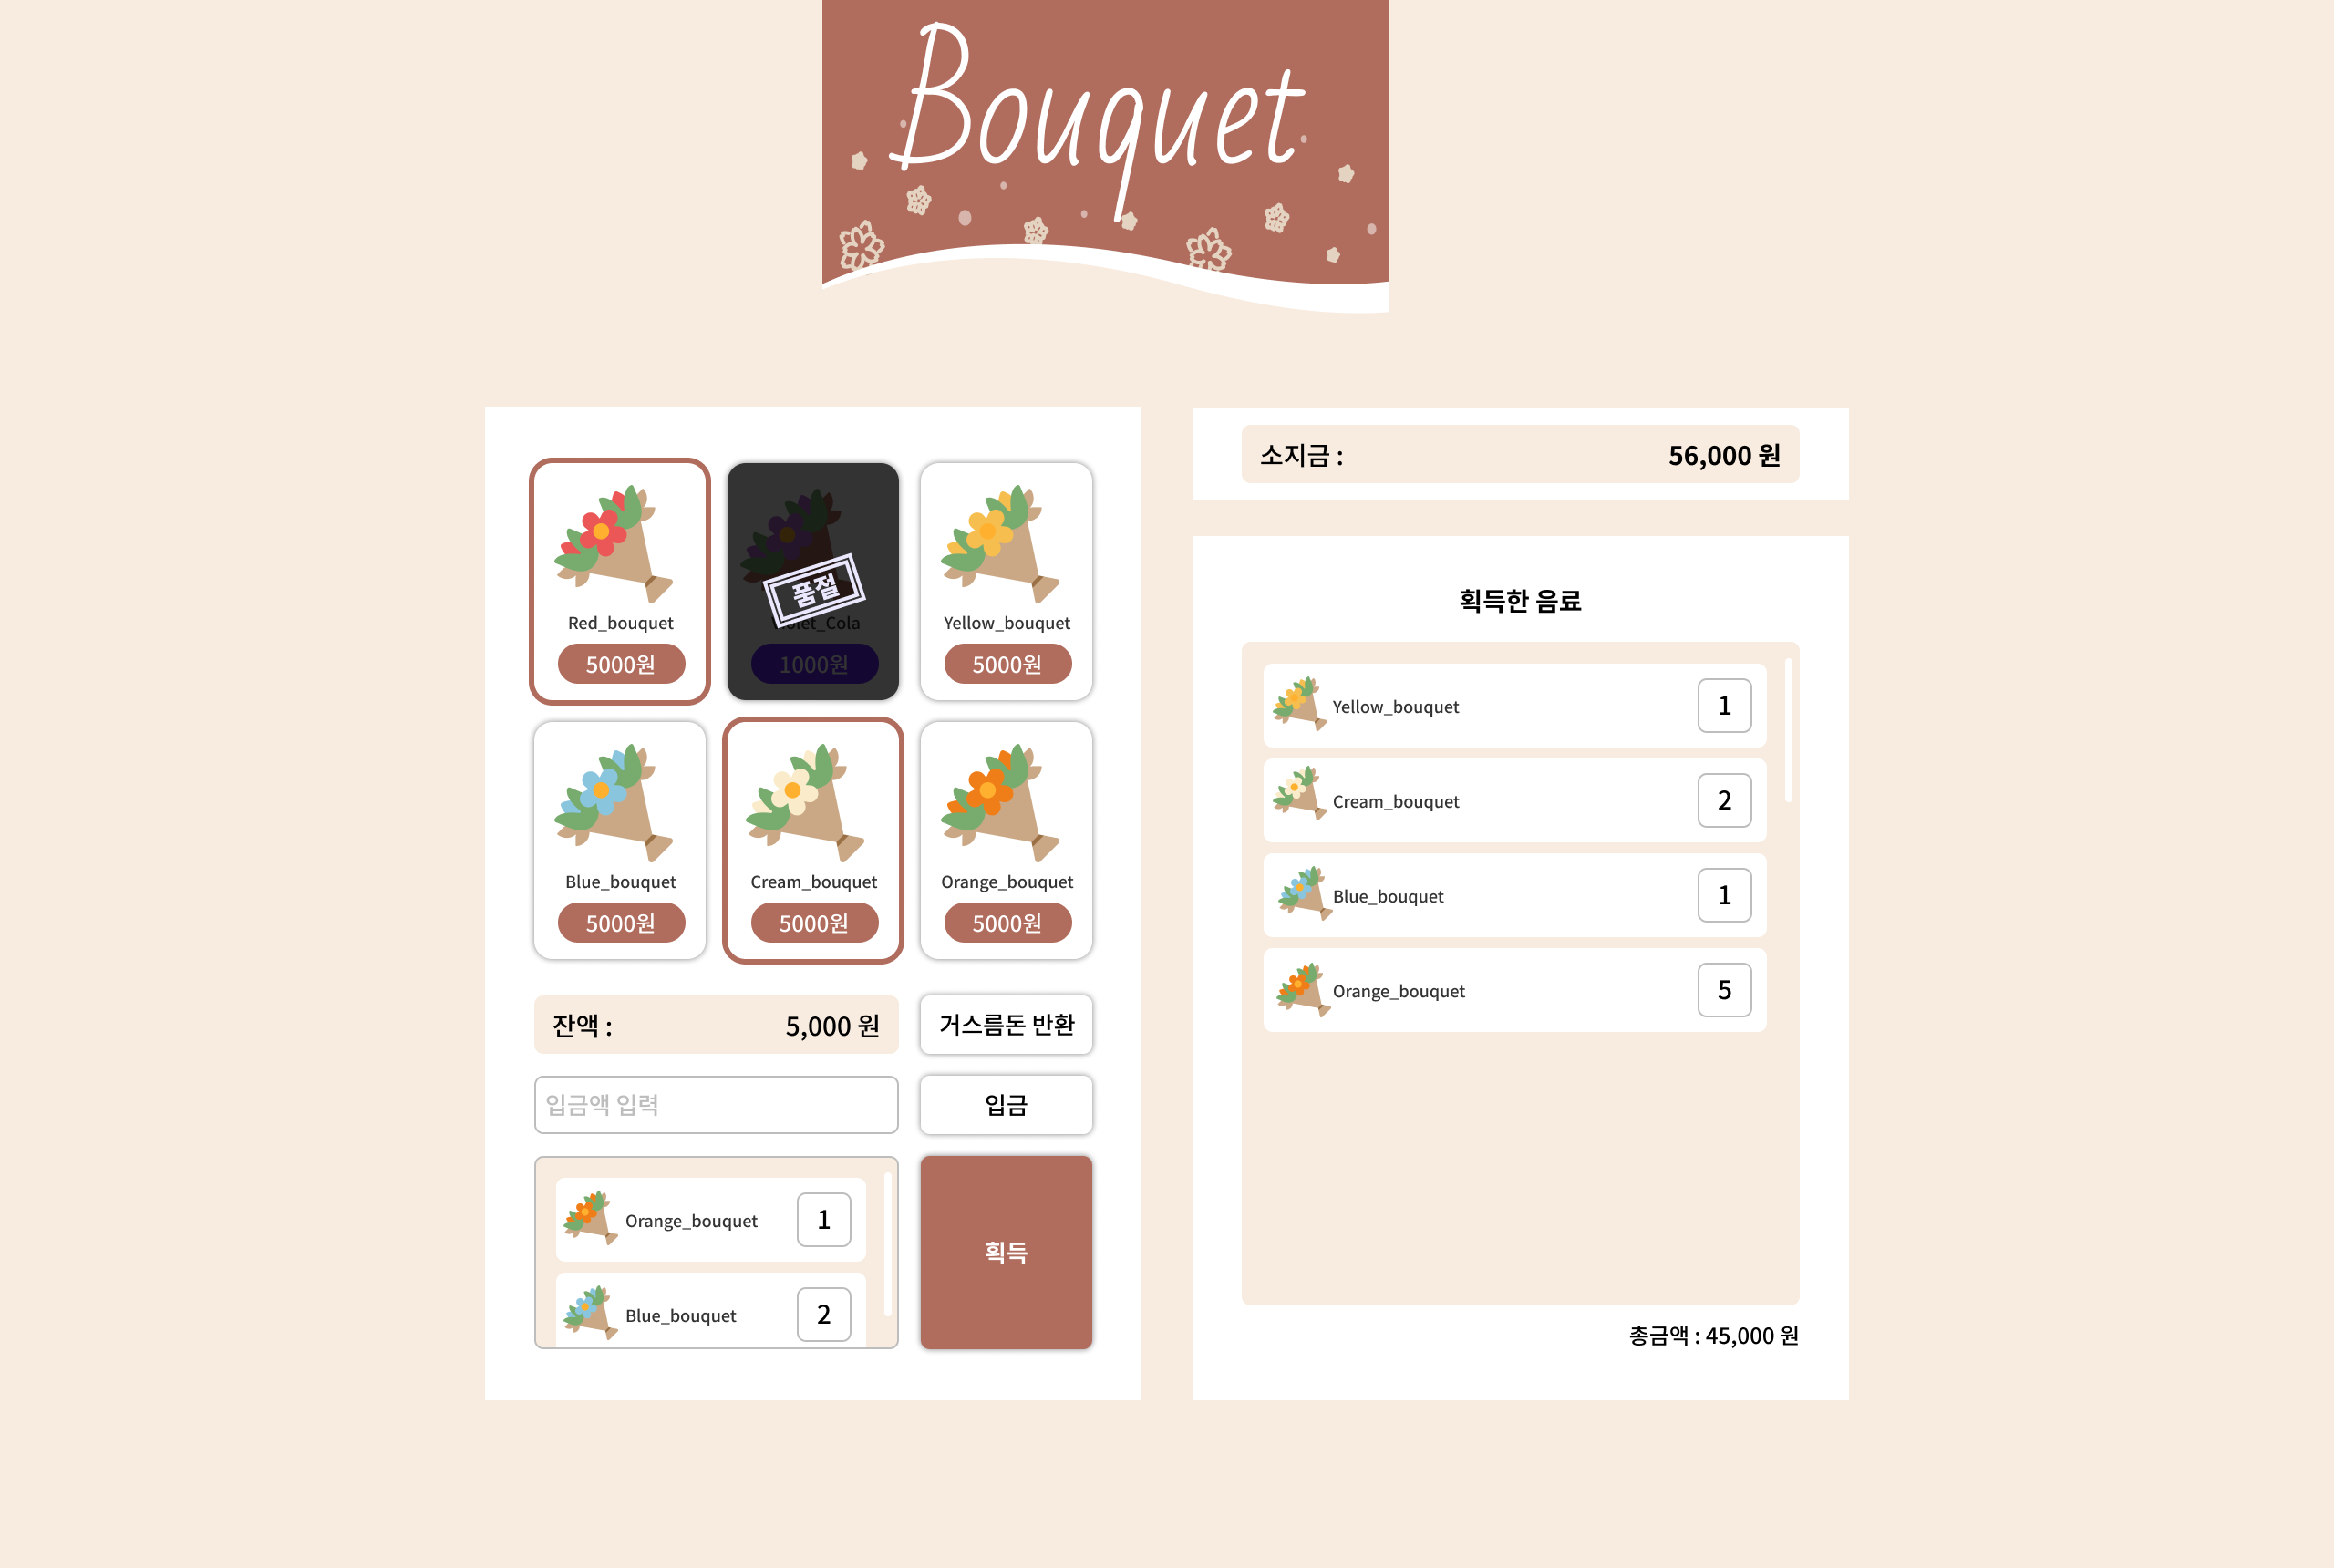 Bouquet
Red_bouquet
5000원
품절
1000원
Yellow_bouquet
5000원
Blue_bouquet
5000원
Cream_bouquet
5000원
Orange_bouquet
5000원
잔액 : 5,000 원
거스름돈 반환
입금액 입력
입금
Orange_bouquet 1
Blue_bouquet 2
획득
소지금 : 56,000 원
획득한 음료
Yellow_bouquet 1
Cream_bouquet 2
Blue_bouquet 1
Orange_bouquet 5
총금액 : 45,000 원